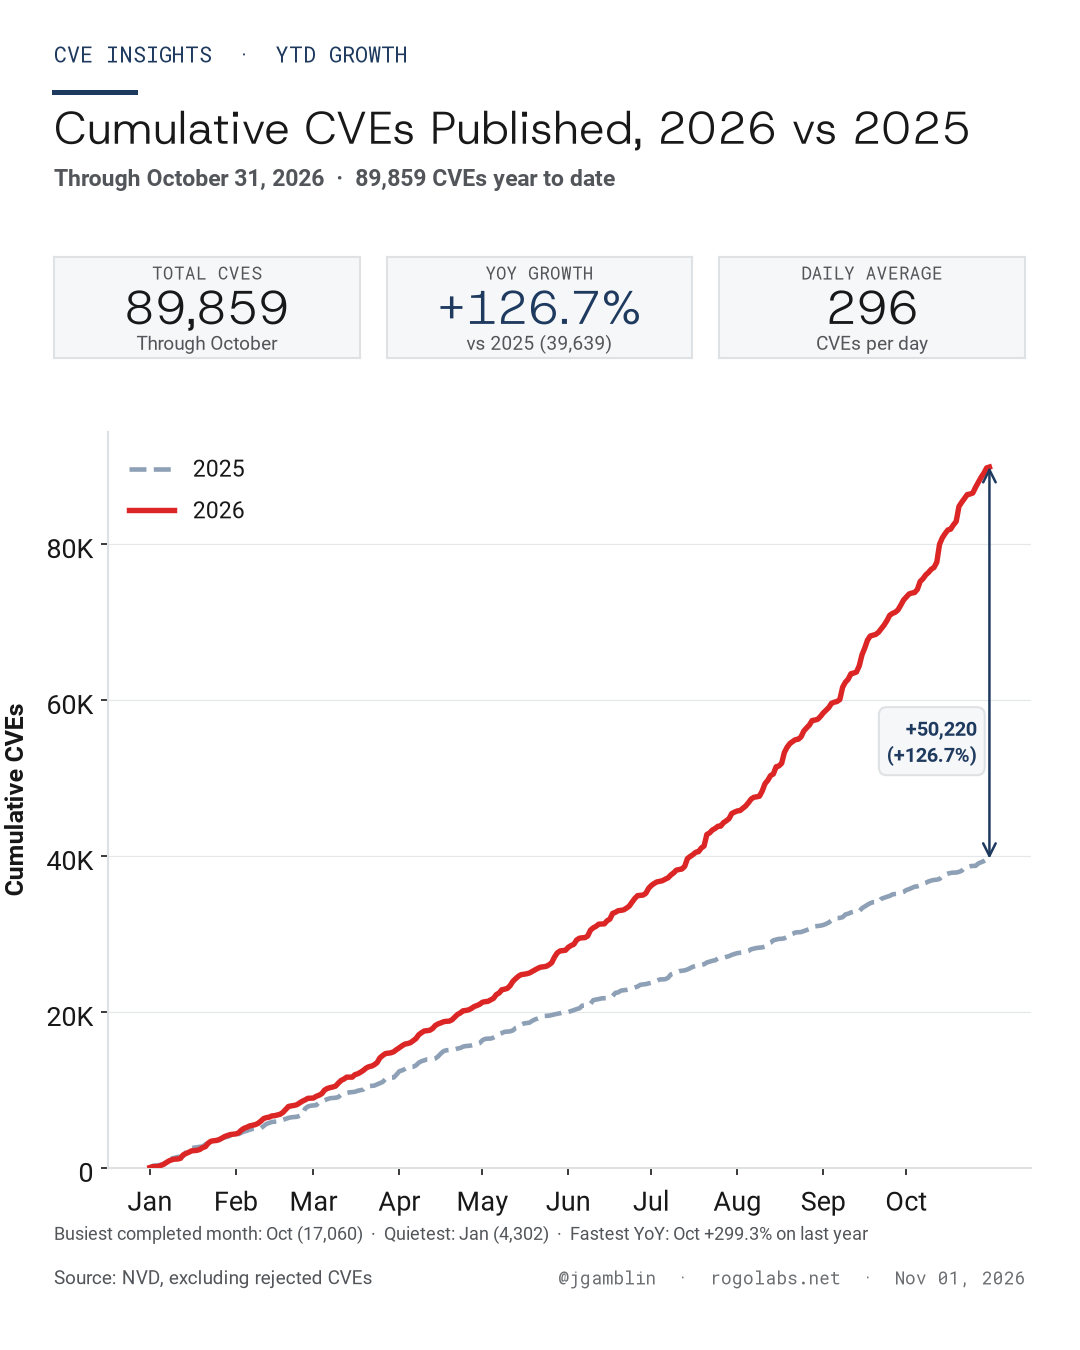 CVE INSIGHTS · YTD GROWTH
Cumulative CVEs Published, 2026 vs 2025
Through October 31, 2026 · 89,859 CVEs year to date
TOTAL CVES
89,859
Through October
YOY GROWTH
+126.7%
vs 2025 (39,639)
DAILY AVERAGE
296
CVEs per day
2025
2026
Cumulative CVEs
80K
60K
40K
20K
0
+50,220
(+126.7%)
Jan Feb Mar Apr May Jun Jul Aug Sep Oct
Busiest completed month: Oct (17,060) · Quietest: Jan (4,302) · Fastest YoY: Oct +299.3% on last year
Source: NVD, excluding rejected CVEs
@jgamblin · rogolabs.net · Nov 01, 2026